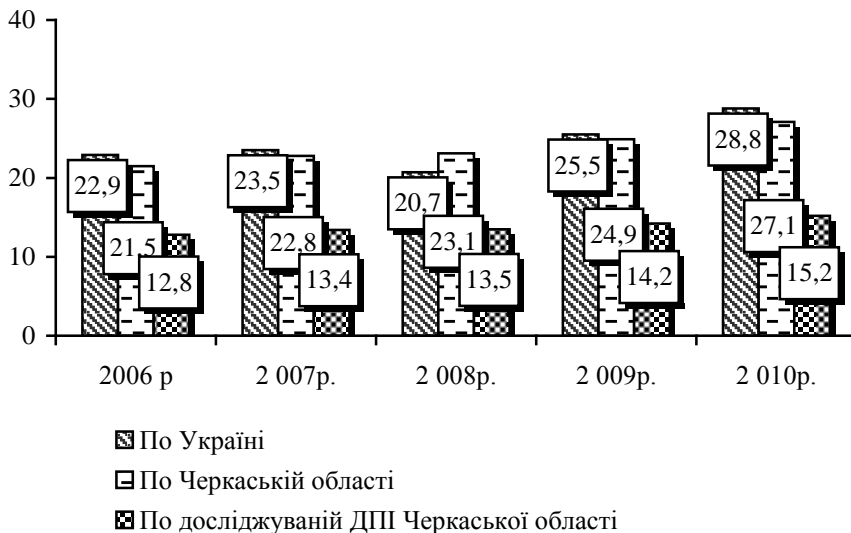 40
30
20
10
0
22,9
21,5
12,8
23,5
22,8
13,4
20,7
23,1
13,5
25,5
24,9
14,2
28,8
27,1
15,2
2006 р
2 007р.
2 008р.
2 009р.
2 010р.
По Україні
По Черкаській області
По досліджуваній ДПІ Черкаської області